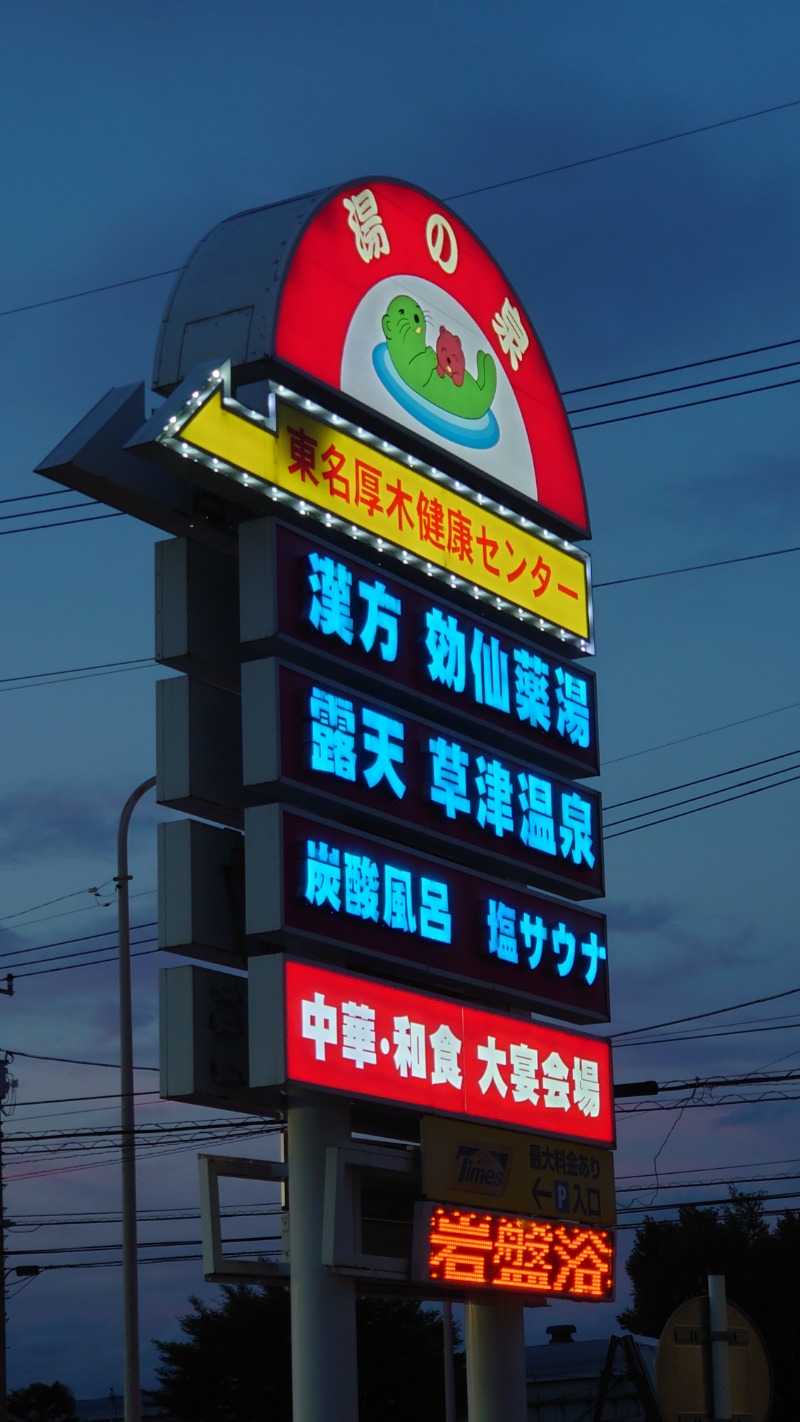 湯の泉
東名厚木健康センター
漢方 効仙薬湯
露天 草津温泉
炭酸風呂 塩サウナ
中華・和食 大宴会場
Times
最大料金あり
←P入口
岩盤浴